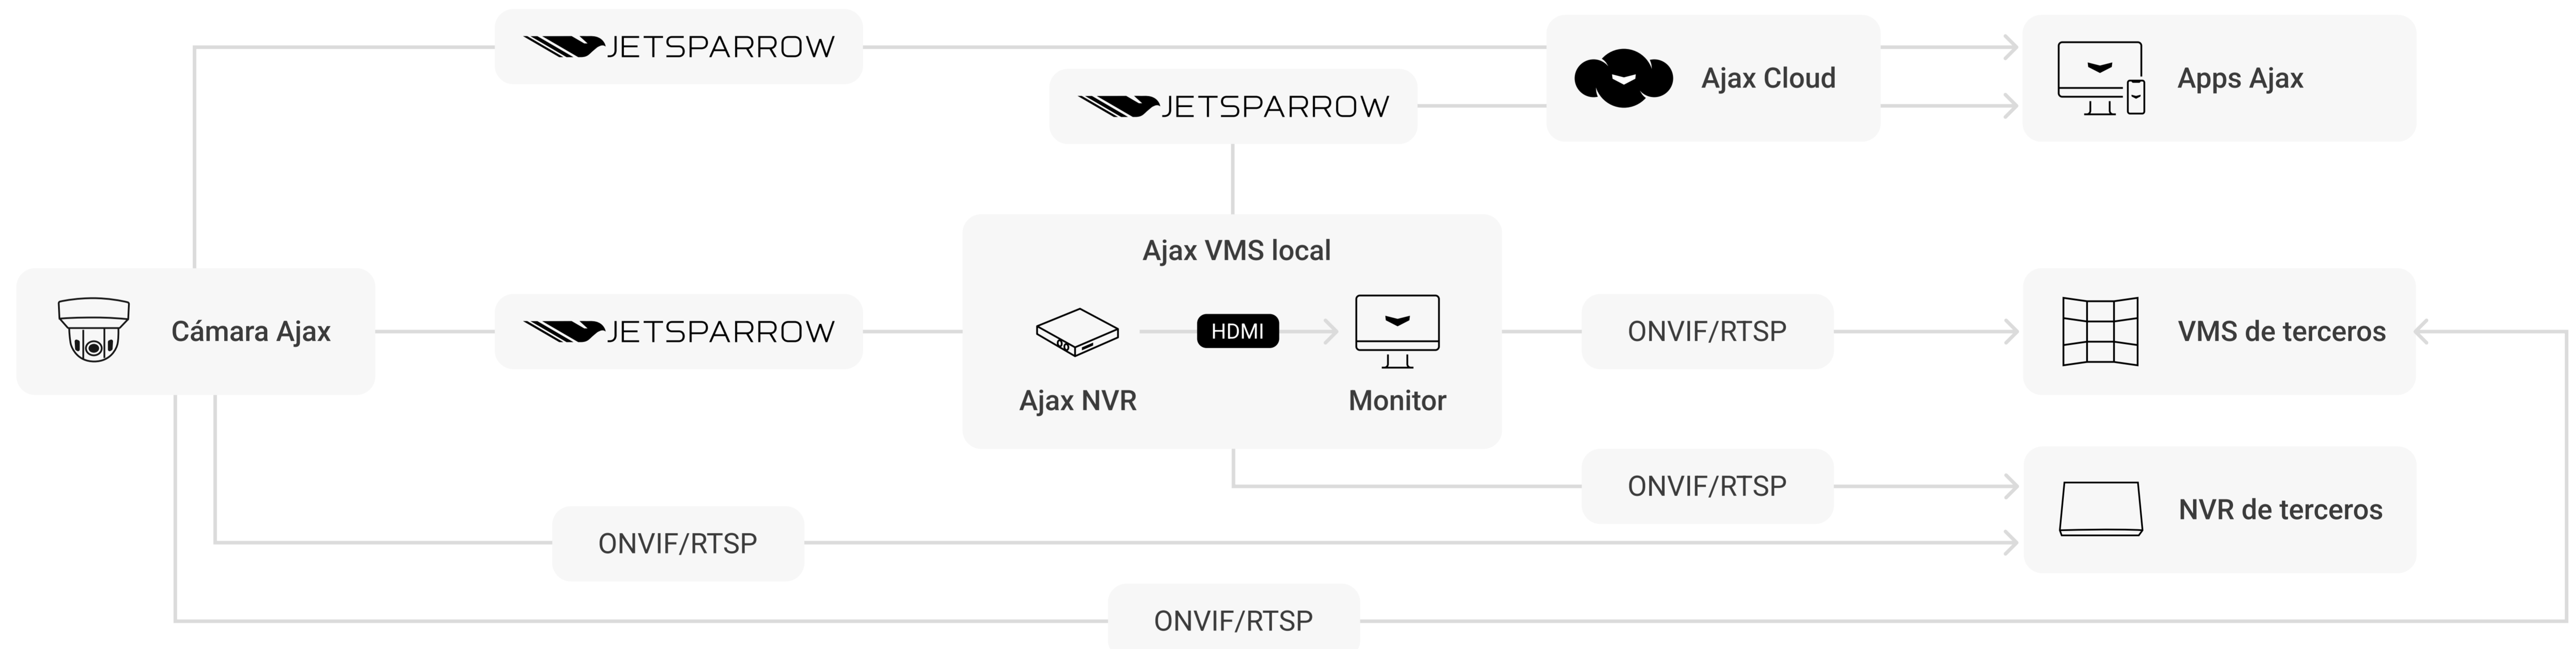 JETSPARROW
JETSPARROW
Ajax Cloud
Apps Ajax
Ajax VMS local
Cámara Ajax
JETSPARROW
HDMI
Ajax NVR
Monitor
ONVIF/RTSP
VMS de terceros
ONVIF/RTSP
NVR de terceros
ONVIF/RTSP
ONVIF/RTSP